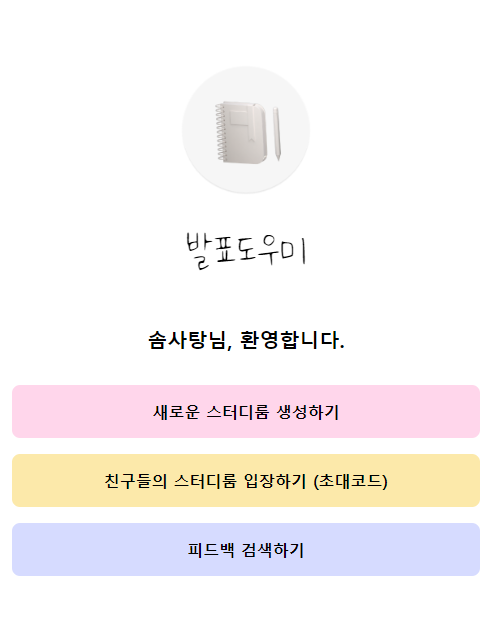 발표도우미
솜사탕님, 환영합니다.
새로운 스터디룸 생성하기
친구들의 스터디룸 입장하기 (초대코드)
피드백 검색하기